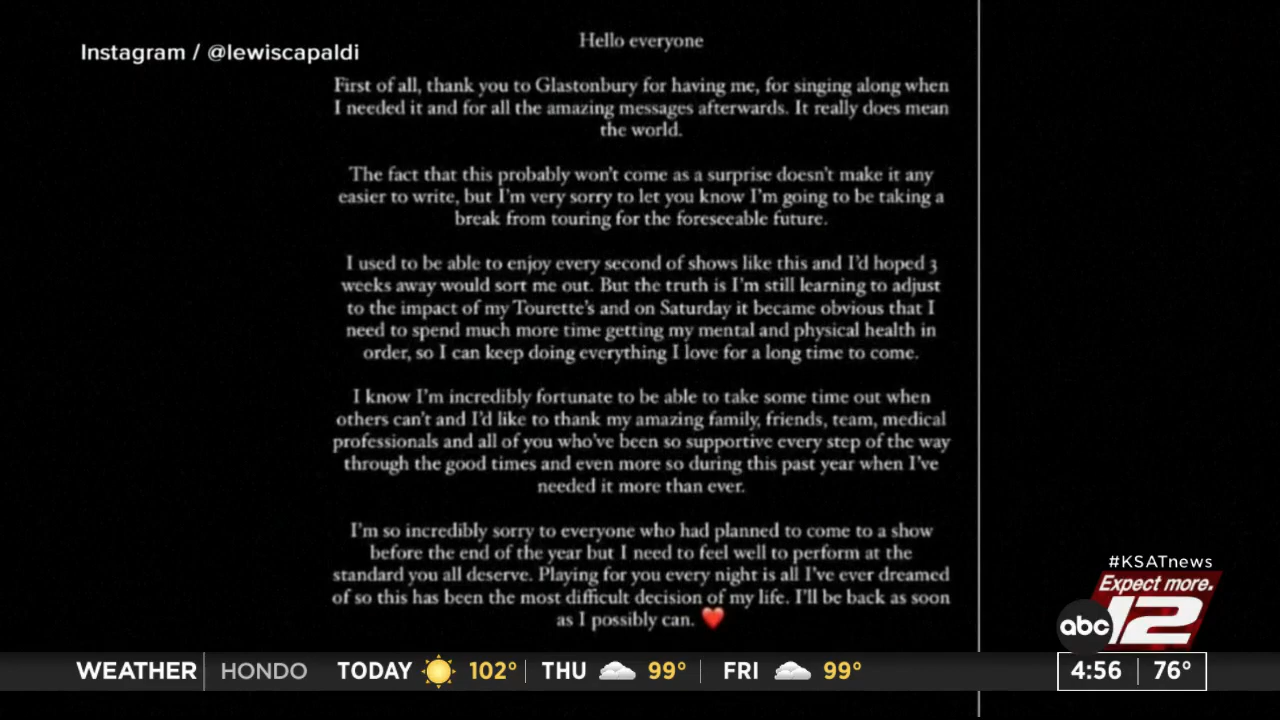 Instagram / @lewiscapaldi
Hello everyone
First of all, thank you to Glastonbury for having me, for singing along when
I needed it and for all the amazing messages afterwards. It really does mean
the world.
The fact that this probably won't come as a surprise doesn't make it any
easier to write, but I'm very sorry to let you know I'm going to be taking a
break from touring for the foreseeable future.
I used to be able to enjoy every second of shows like this and I'd hoped 3
weeks away would sort me out. But the truth is I'm still learning to adjust
to the impact of my Tourette's and on Saturday it became obvious that I
need to spend much more time getting my mental and physical health in
order, so I can keep doing everything I love for a long time to come.
I know I'm incredibly fortunate to be able to take some time out when
others can't and I'd like to thank my amazing family, friends, team, medical
professionals and all of you who've been so supportive every step of the way
through the good times and even more so during this past year when I've
needed it more than ever.
I'm so incredibly sorry to everyone who had planned to come to a show
before the end of the year but I need to feel well to perform at the
standard you all deserve. Playing for you every night is all I've ever dreamed
of so this has been the most difficult decision of my life. I'll be back as soon
as I possibly can. ❤️
#KSATnews
Expect more.
abc 12
WEATHER HONDO TODAY 102° THU 99° FRI 99° 4:56 76°